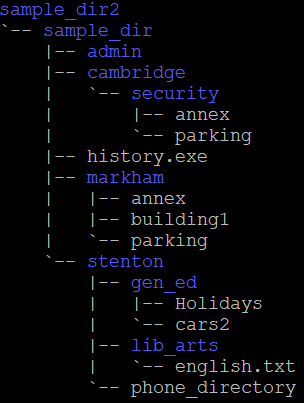 sample_dir2
`-- sample_dir
    |-- admin
    |-- cambridge
    |   `-- security
    |       |-- annex
    |       `-- parking
    |-- history.exe
    |-- markham
    |   |-- annex
    |   |-- building1
    |   `-- parking
    `-- stenton
        |-- gen_ed
        |   |-- Holidays
        |   `-- cars2
        |-- lib_arts
        |   `-- english.txt
        `-- phone_directory